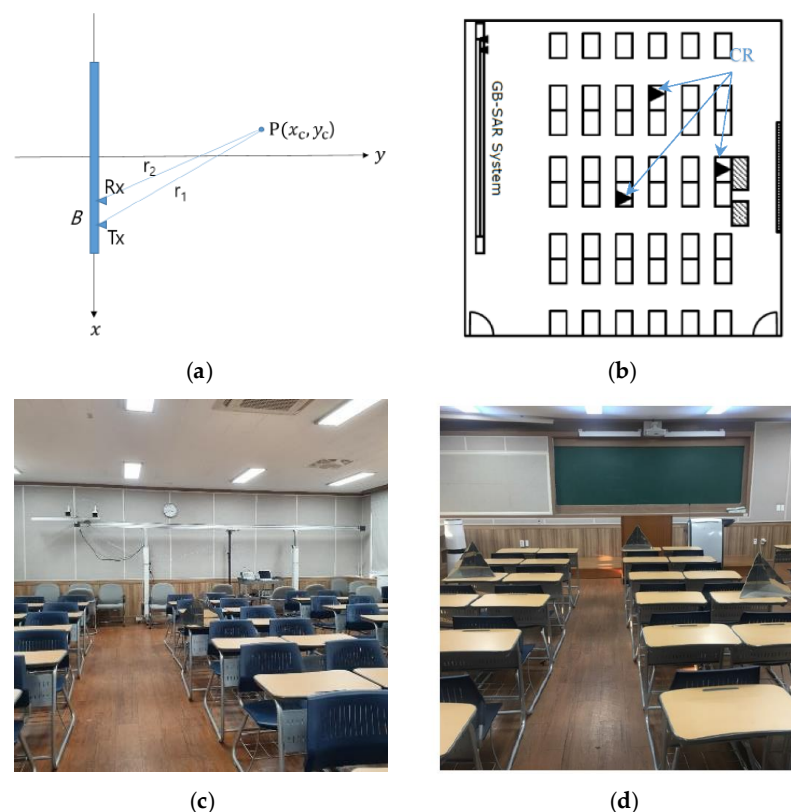 P(x_c, y_c)
y
r_2
r_1
Rx
B
Tx
x
(a)
CR
GB-SAR System
(b)
(c)
(d)